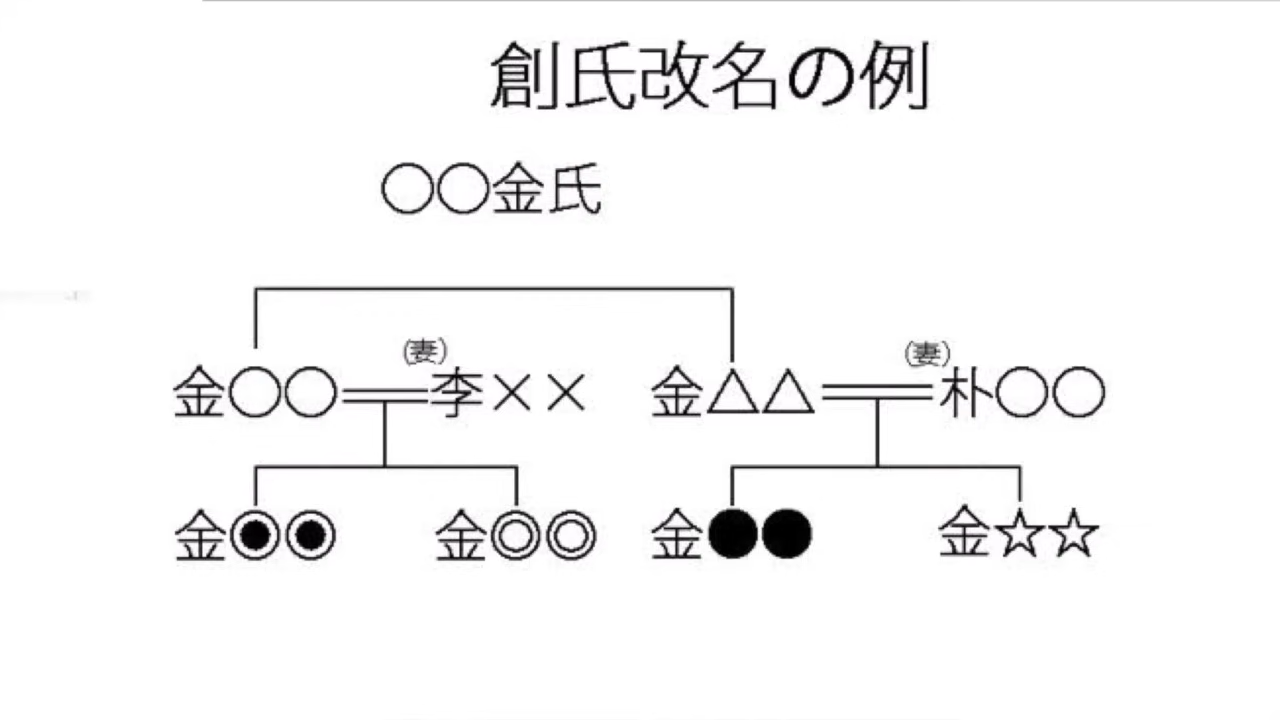 創氏改名の例
○○金氏
(妻) (妻)
金○○ 李×× 金△△ 朴○○
金◉◉ 金◎◎ 金●● 金☆☆